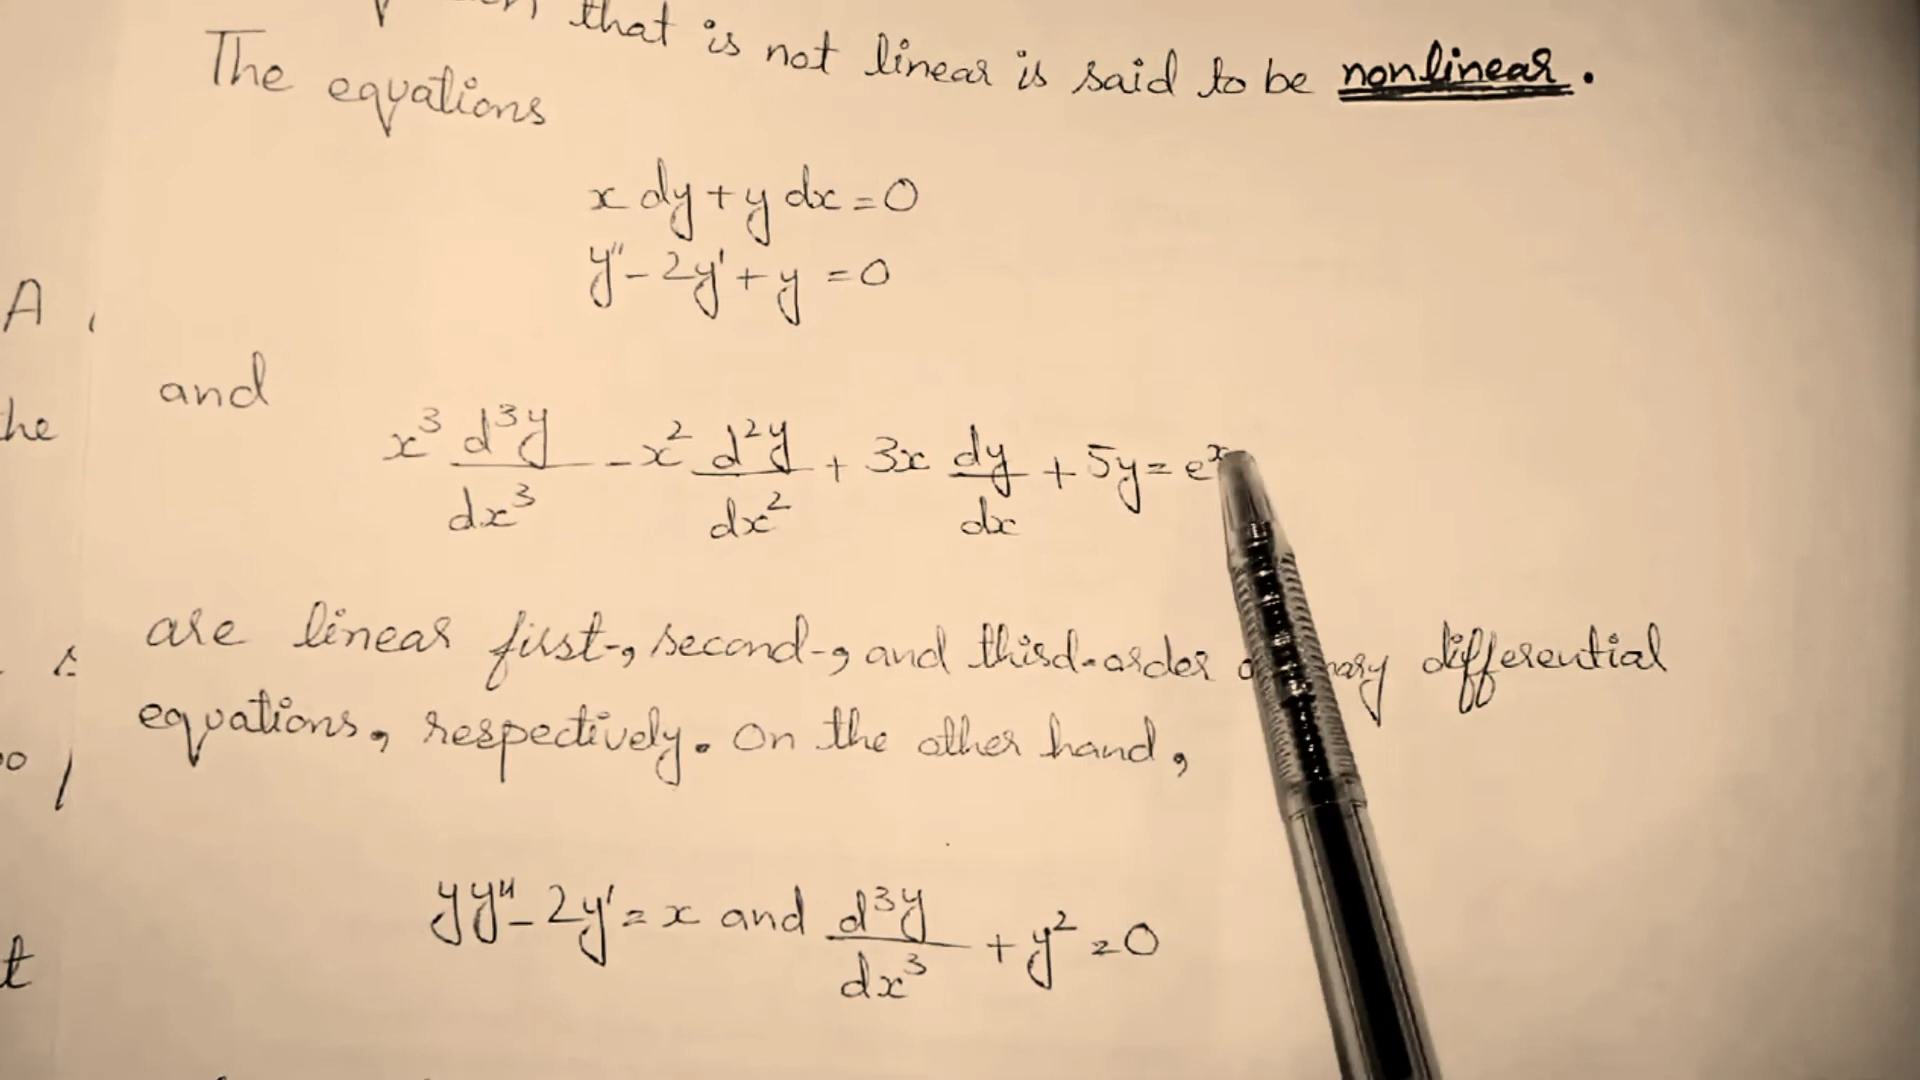 that is not linear is said to be nonlinear.
The equations
x dy + y dx = 0
y'' - 2y' + y = 0
A,
and
he
x³ d³y/dx³ - x² d²y/dx² + 3x dy/dx + 5y = eˣ
are linear first-, second-, and third-order differential
equations, respectively. On the other hand,
yy'' - 2y' = x and d³y/dx³ + y² = 0
t